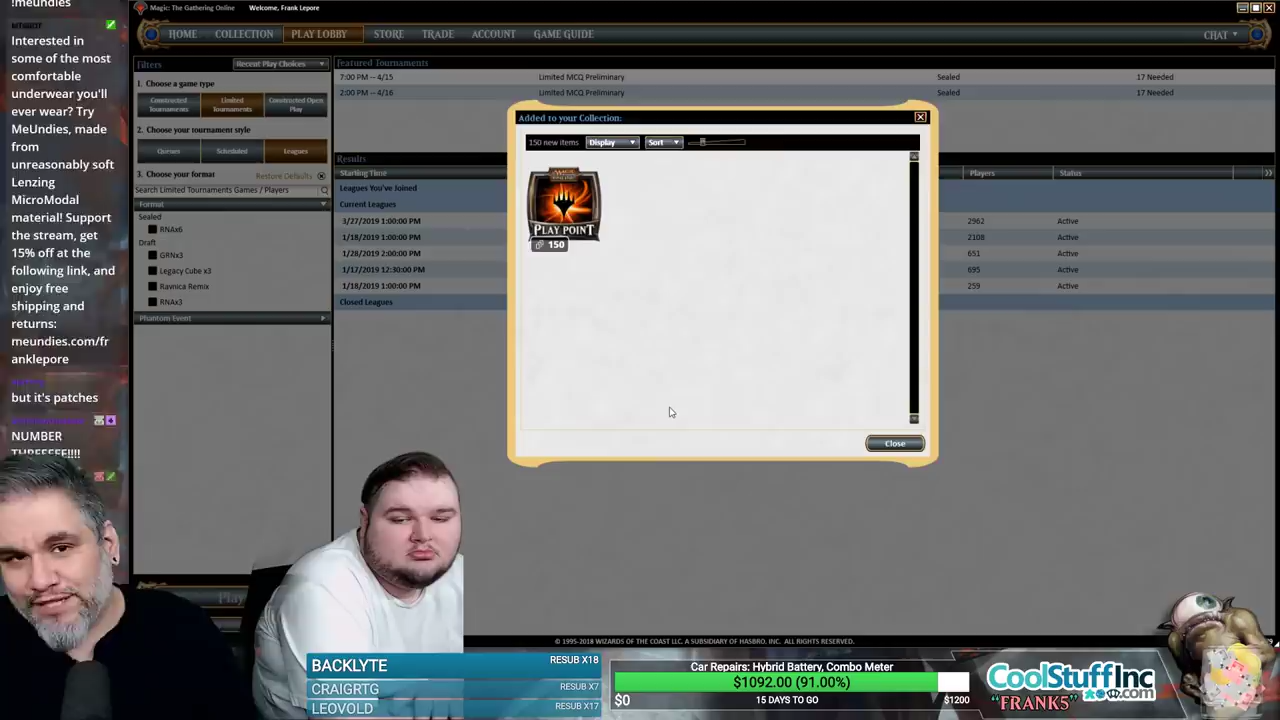 !meundies
Magic: The Gathering Online
Welcome, Frank Lepore
Interested in
some of the most
comfortable
underwear you'll
ever wear? Try
MeUndies, made
from
unreasonably soft
Lenzing
MicroModal
material! Support
the stream, get
15% off at the
following link, and
enjoy free
shipping and
returns:
meundies.com/fr
anklepore
but it's patches
NUMBER
THREEEEE!!!!
HOME
COLLECTION
PLAY LOBBY
STORE
TRADE
ACCOUNT
GAME GUIDE
CHAT
Filters
Recent Play Choices
1. Choose a game type
Constructed Tournaments
Limited Tournaments
Constructed Open Play
2. Choose your tournament style
Queues
Scheduled
Leagues
3. Choose your format
Restore Defaults
Search Limited Tournaments Games / Players
Format
Sealed
RNAx6
Draft
GRNx3
Legacy Cube x3
Ravnica Remix
RNAx3
Phantom Event
Featured Tournaments
7:00 PM -- 4/15 Limited MCQ Preliminary Sealed 17 Needed
2:00 PM -- 4/16 Limited MCQ Preliminary Sealed 17 Needed
Results
Starting Time Players Status
Leagues You've Joined
Current Leagues
3/27/2019 1:00:00 PM 2962 Active
1/18/2019 1:00:00 PM 2108 Active
1/28/2019 2:00:00 PM 651 Active
1/17/2019 12:30:00 PM 695 Active
1/18/2019 1:00:00 PM 259 Active
Closed Leagues
Added to your Collection:
150 new items
Display
Sort
PLAY POINT
150
Close
Play
© 1995-2018 WIZARDS OF THE COAST LLC. A SUBSIDIARY OF HASBRO, INC. ALL RIGHTS RESERVED.
BACKLYTE RESUB X18
CRAIGRTG RESUB X7
LEOVOLD RESUB X17
Car Repairs: Hybrid Battery, Combo Meter
$1092.00 (91.00%)
$0 15 DAYS TO GO $1200
CoolStuffInc
.com
"FRANK5"